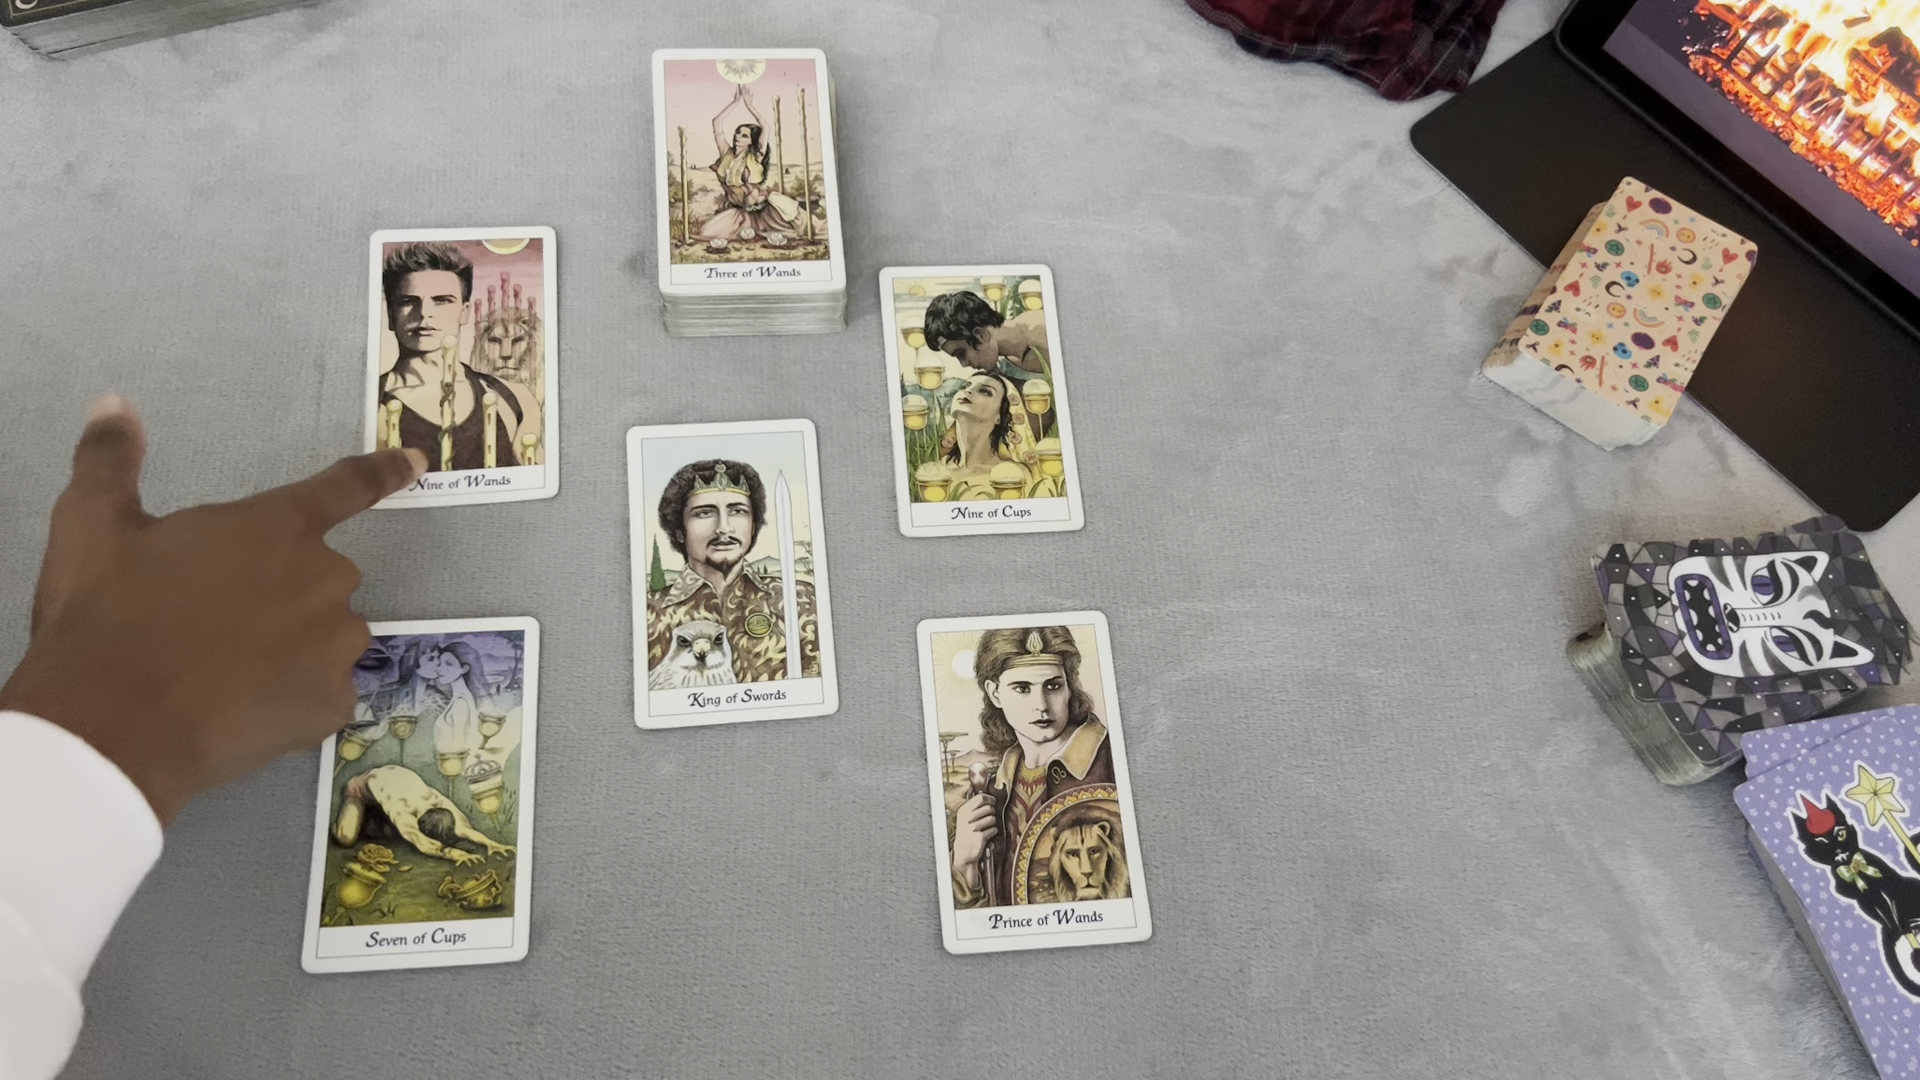 Three of Wands
Nine of Wands
Nine of Cups
King of Swords
Seven of Cups
Prince of Wands